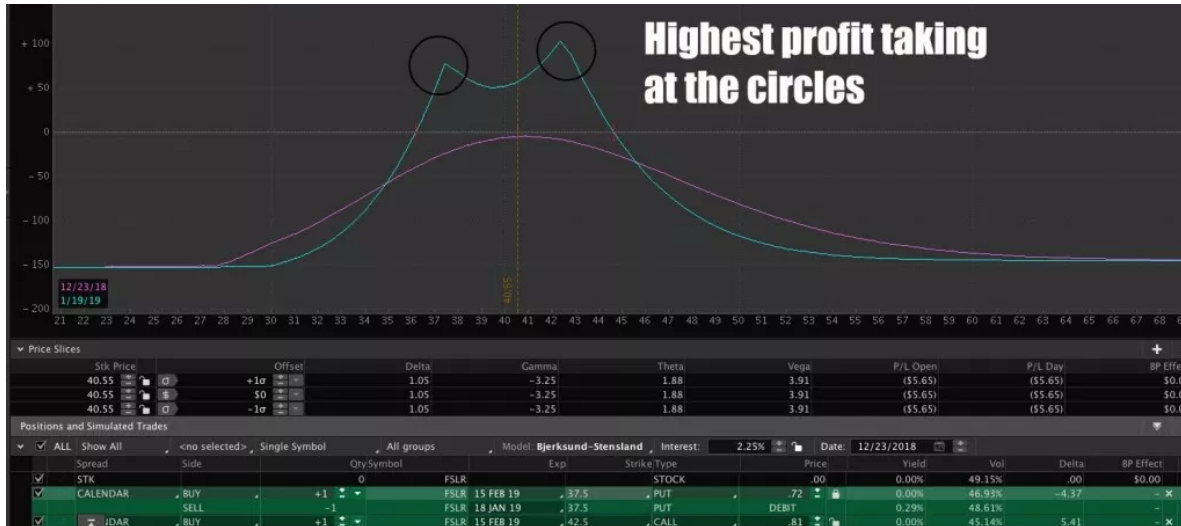 Highest profit taking
at the circles
+ 100
+ 50
0
- 50
- 100
- 150
- 200
40.55
12/23/18
1/19/19
21 22 23 24 25 26 27 28 29 30 31 32 33 34 35 36 37 38 39 40 41 42 43 44 45 46 47 48 49 50 51 52 53 54 55 56 57 58 59 60 61 62 63 64 65 66 67 68
Price Slices +
Stk Price Offset Delta Gamma Theta Vega P/L Open P/L Day BP Effe
40.55 σ +1σ 1.05 -3.25 1.88 3.91 ($5.65) ($5.65) $0.
40.55 $ $0 1.05 -3.25 1.88 3.91 ($5.65) ($5.65) $0.
40.55 σ -1σ 1.05 -3.25 1.88 3.91 ($5.65) ($5.65) $0.
Positions and Simulated Trades
ALL Show All <no selected> Single Symbol All groups Model: Bjerksund-Stensland Interest: 2.25% Date: 12/23/2018
Spread Side Qty Symbol Exp Strike Type Price Yield Vol Delta BP Effect
STK 0 FSLR STOCK .00 0.00% 49.15% .00 $0.00
CALENDAR BUY +1 FSLR 15 FEB 19 37.5 PUT .72 0.00% 46.93% -4.37 - ×
SELL -1 FSLR 18 JAN 19 37.5 PUT DEBIT 0.29% 48.61% -
IDAR BUY +1 FSLR 15 FEB 19 42.5 CALL .81 0.00% 45.14% 5.41 - ×